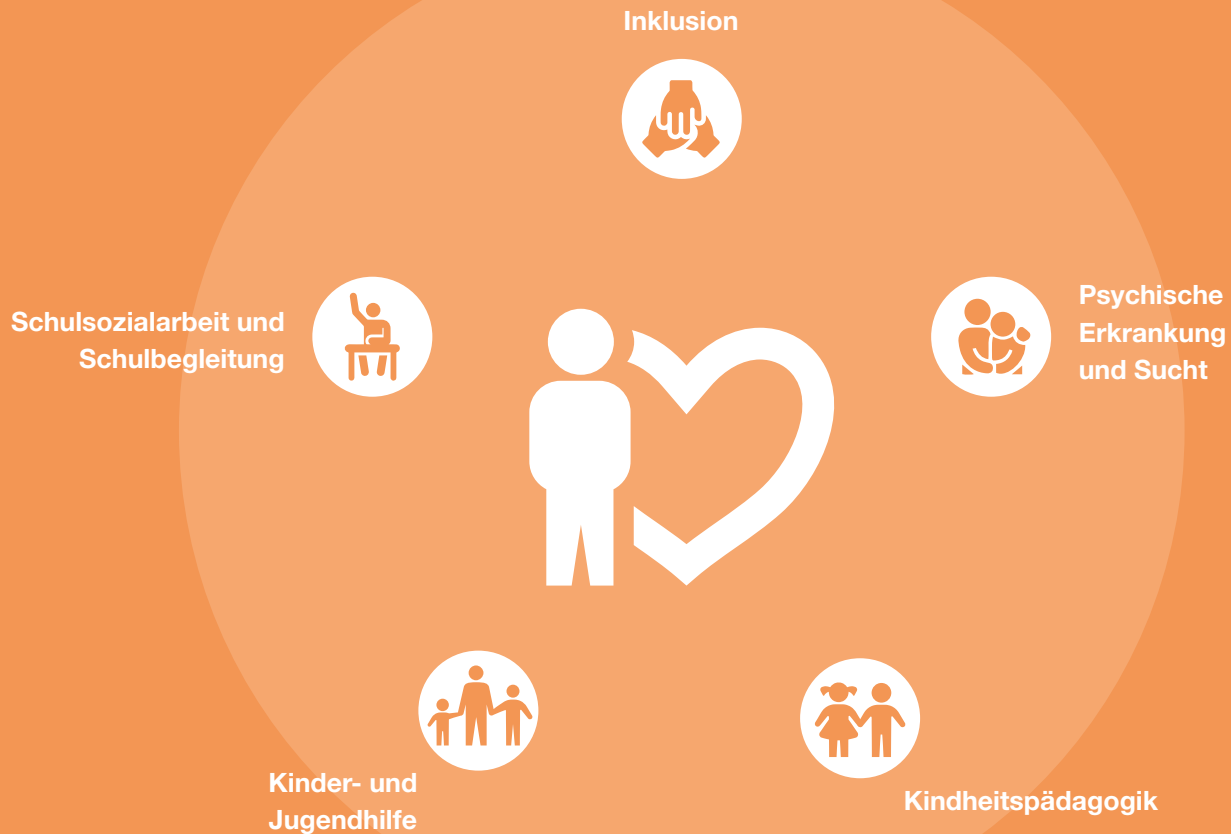 Inklusion
Schulsozialarbeit und
Schulbegleitung
Psychische
Erkrankung
und Sucht
Kinder- und
Jugendhilfe
Kindheitspädagogik